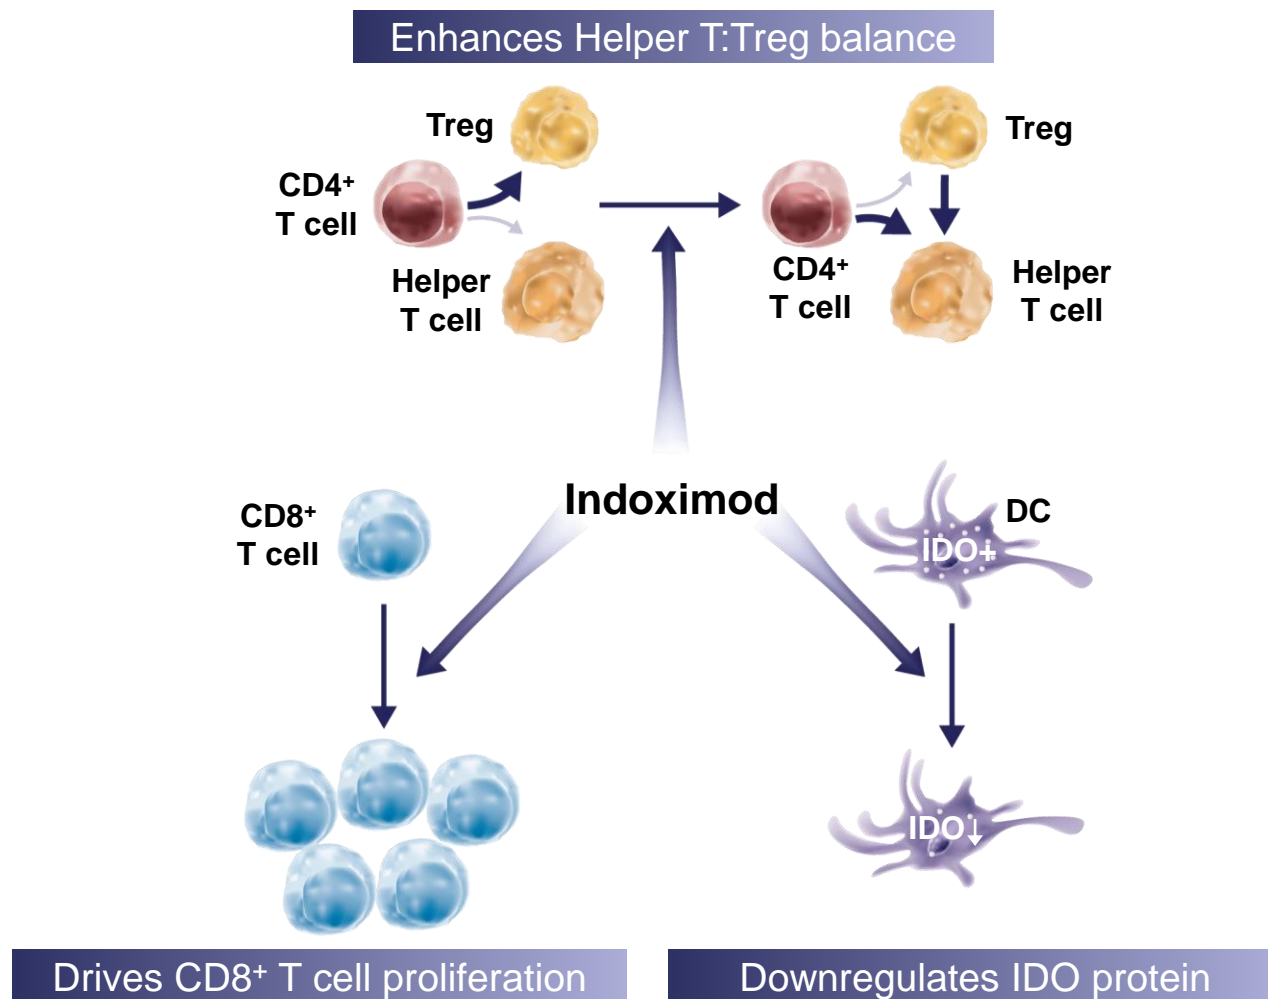 Enhances Helper T:Treg balance
Treg
CD4⁺
T cell
Helper
T cell
Treg
CD4⁺
T cell
Helper
T cell
Indoximod
CD8⁺
T cell
DC
IDO+
IDO↓
Drives CD8⁺ T cell proliferation
Downregulates IDO protein